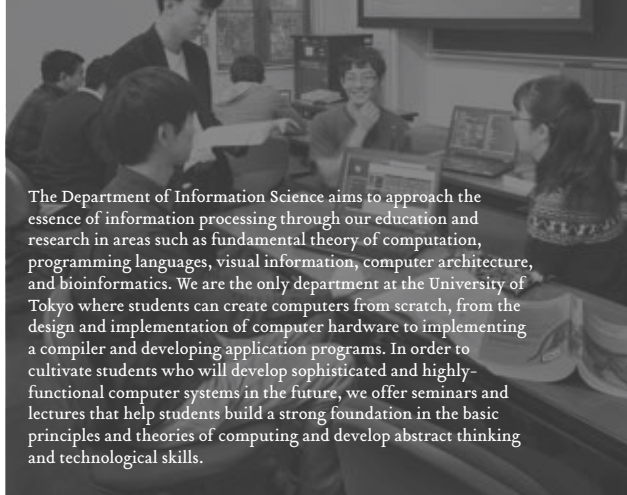 The Department of Information Science aims to approach the
essence of information processing through our education and
research in areas such as fundamental theory of computation,
programming languages, visual information, computer architecture,
and bioinformatics. We are the only department at the University of
Tokyo where students can create computers from scratch, from the
design and implementation of computer hardware to implementing
a compiler and developing application programs. In order to
cultivate students who will develop sophisticated and highly-
functional computer systems in the future, we offer seminars and
lectures that help students build a strong foundation in the basic
principles and theories of computing and develop abstract thinking
and technological skills.